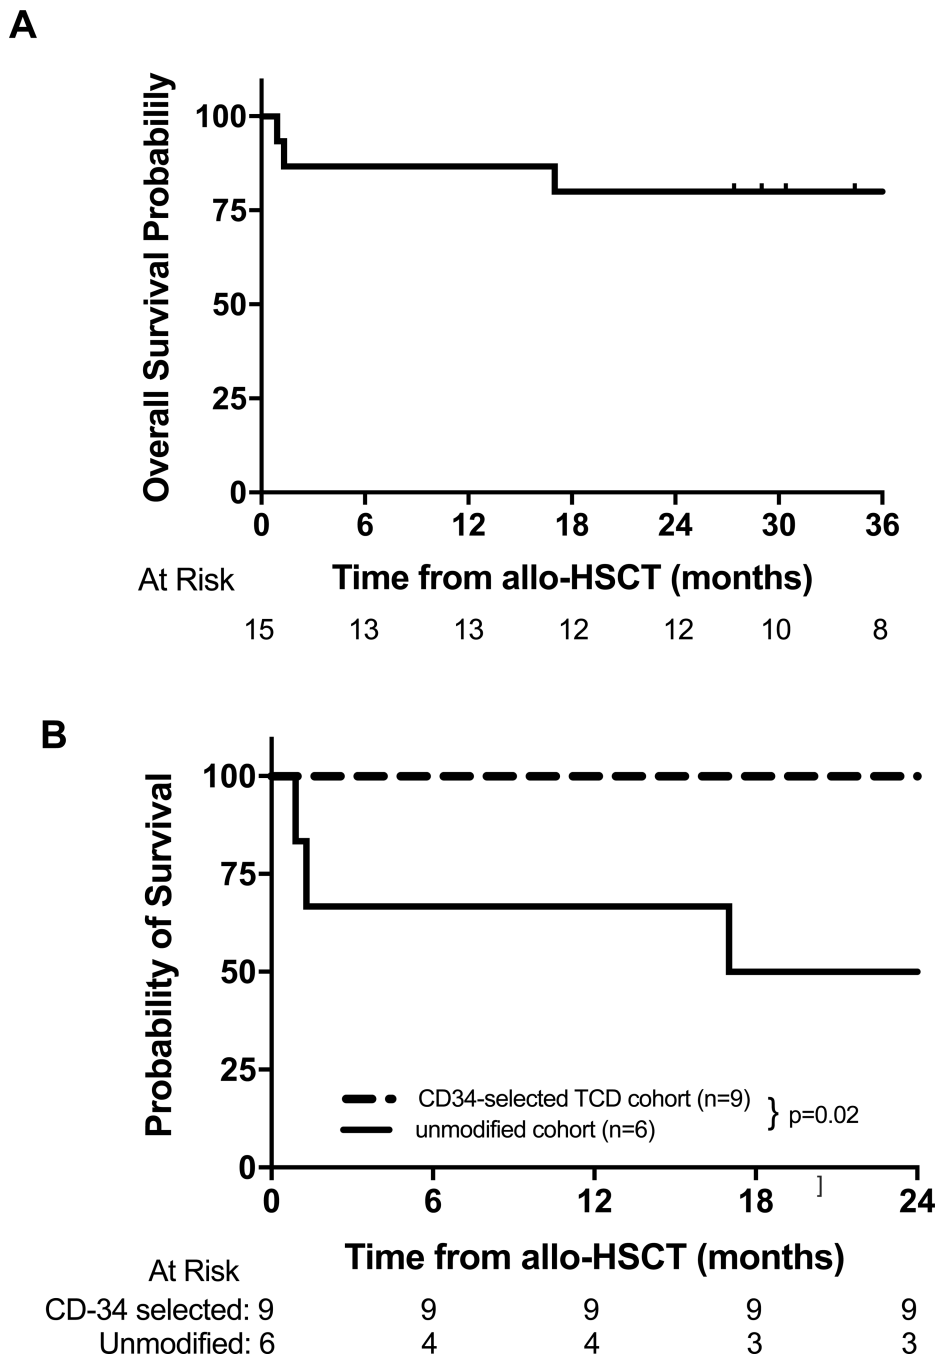 A
Overall Survival Probability
100
75
50
25
0
0 6 12 18 24 30 36
At Risk Time from allo-HSCT (months)
15 13 13 12 12 10 8
B
Probability of Survival
100
75
50
25
0
CD34-selected TCD cohort (n=9)
unmodified cohort (n=6)
} p=0.02
0 6 12 18 ] 24
Time from allo-HSCT (months)
At Risk
CD-34 selected: 9 9 9 9 9
Unmodified: 6 4 4 3 3